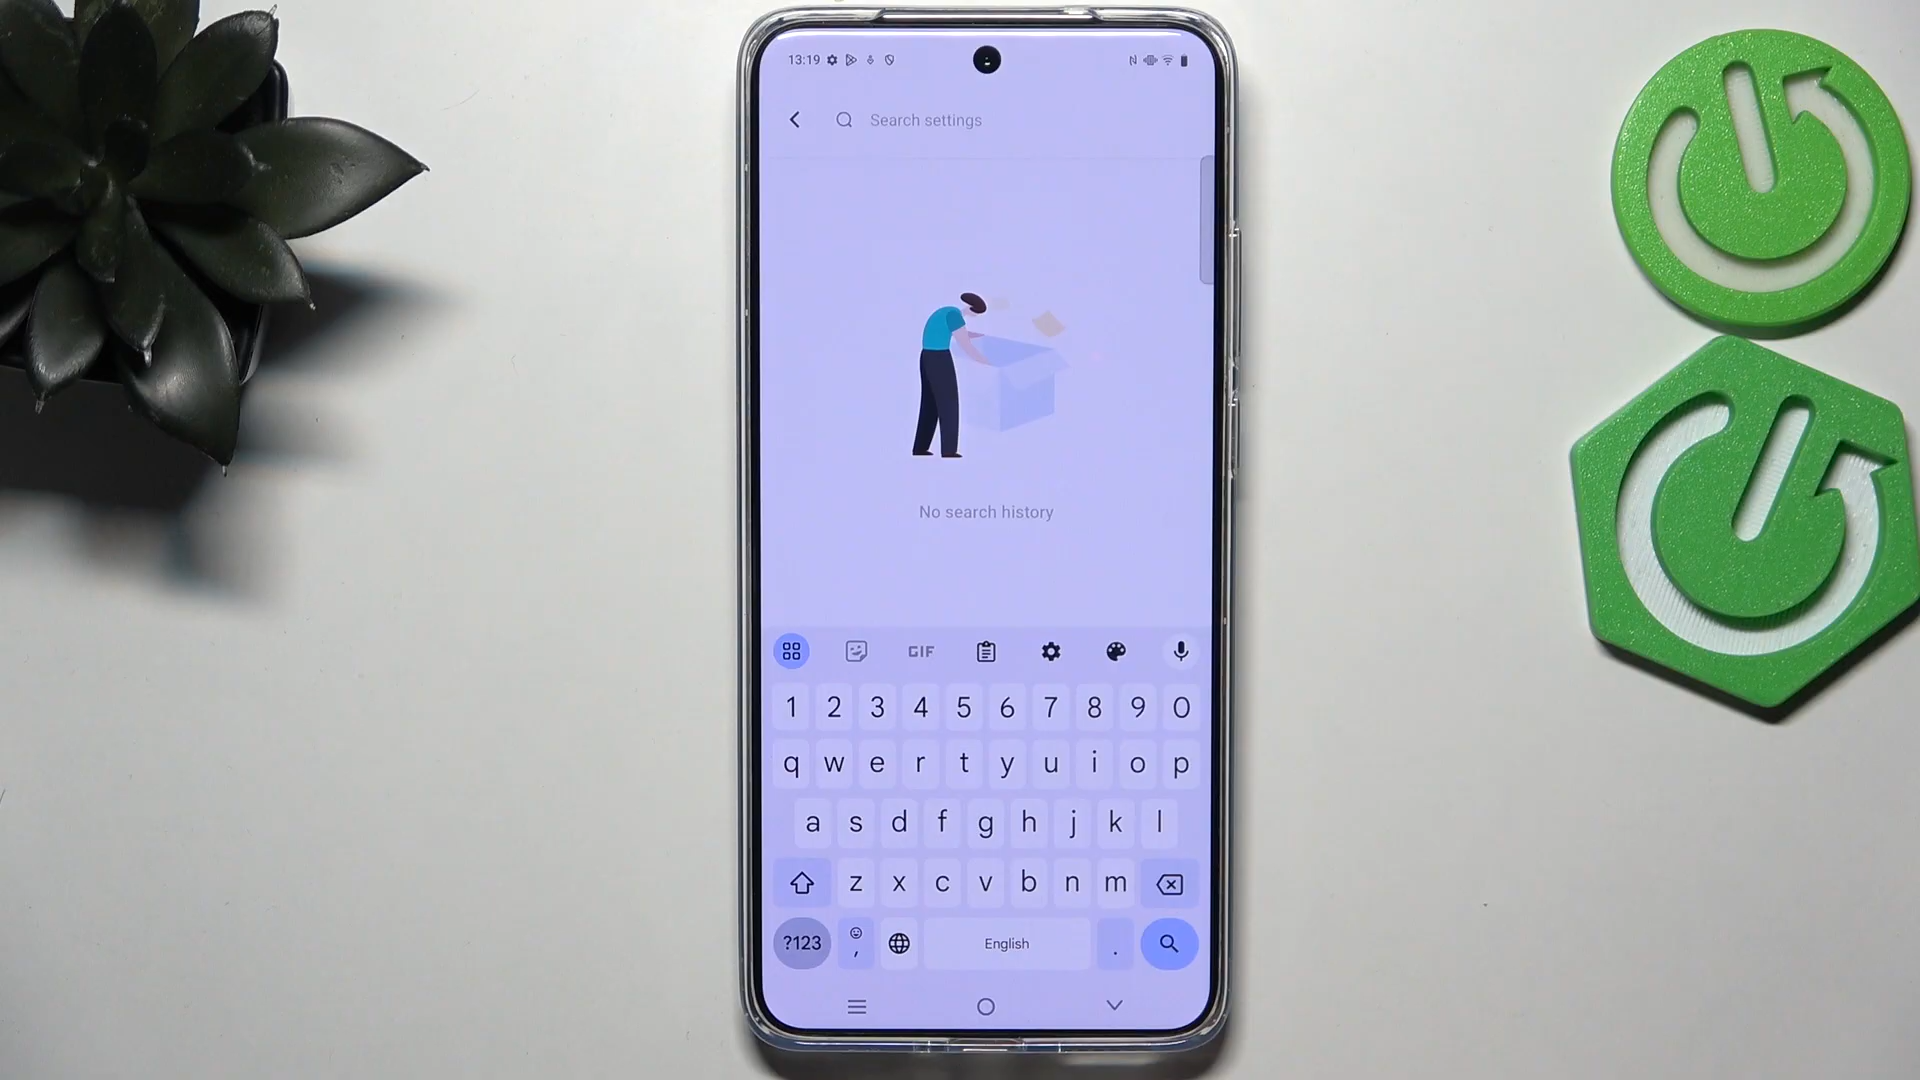 13:19
Search settings
No search history
GIF
1 2 3 4 5 6 7 8 9 0
q w e r t y u i o p
a s d f g h j k l
z x c v b n m
?123 , English .